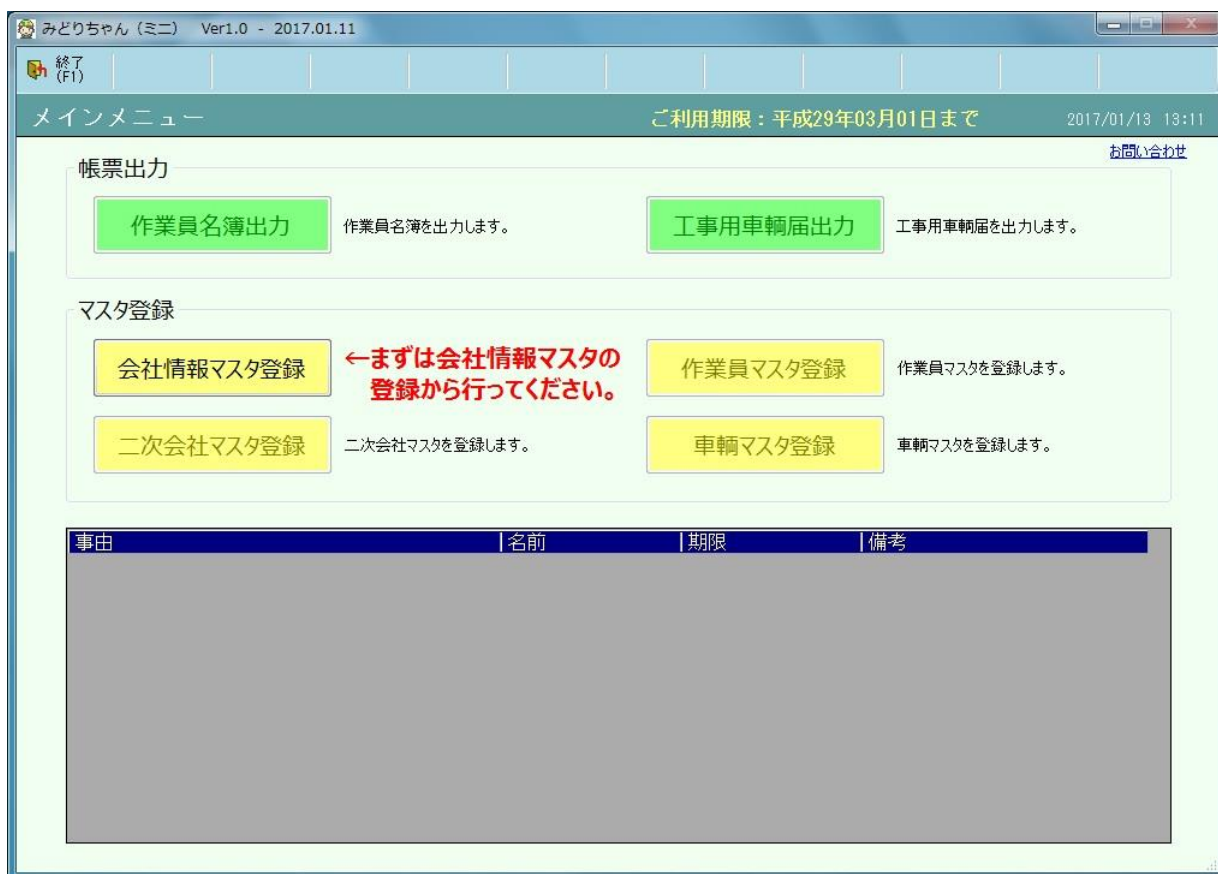 みどりちゃん（ミニ） Ver1.0 - 2017.01.11
終了
(F1)
メインメニュー ご利用期限：平成29年03月01日まで 2017/01/13 13:11
お問い合わせ
帳票出力
作業員名簿出力 作業員名簿を出力します。 工事用車輌届出力 工事用車輌届を出力します。
マスタ登録
会社情報マスタ登録 ←まずは会社情報マスタの
登録から行ってください。
作業員マスタ登録 作業員マスタを登録します。
二次会社マスタ登録 二次会社マスタを登録します。 車輌マスタ登録 車輌マスタを登録します。
事由 名前 期限 備考